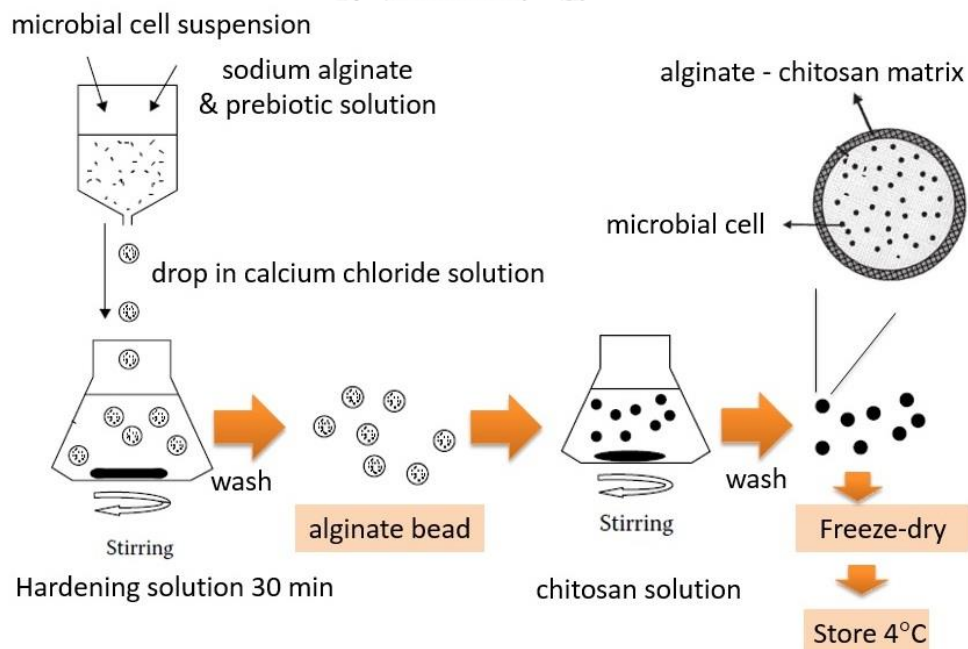 microbial cell suspension
sodium alginate
& prebiotic solution
drop in calcium chloride solution
wash
Stirring
Hardening solution 30 min
alginate bead
Stirring
chitosan solution
wash
alginate - chitosan matrix
microbial cell
Freeze-dry
Store 4°C